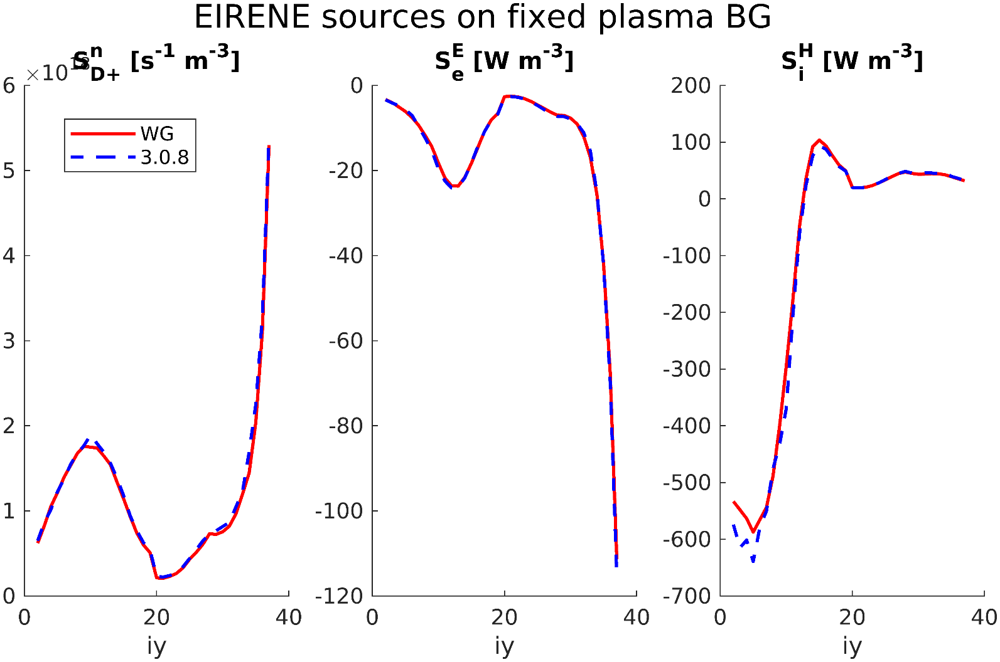 EIRENE sources on fixed plasma BG
S^n_{D+} [s^{-1} m^{-3}]
×10
6
5
4
3
2
1
0
0 20 40
iy
WG
3.0.8
S^E_e [W m^{-3}]
0
-20
-40
-60
-80
-100
-120
0 20 40
iy
S^H_i [W m^{-3}]
200
100
0
-100
-200
-300
-400
-500
-600
-700
0 20 40
iy